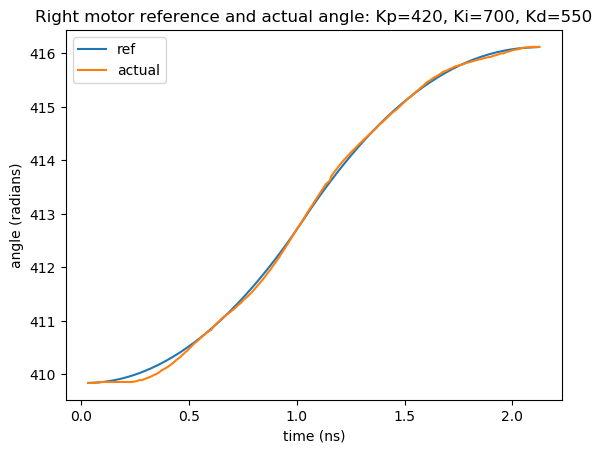 Right motor reference and actual angle: Kp=420, Ki=700, Kd=550
ref
actual
416
415
414
413
412
411
410
angle (radians)
0.0
0.5
1.0
1.5
2.0
time (ns)